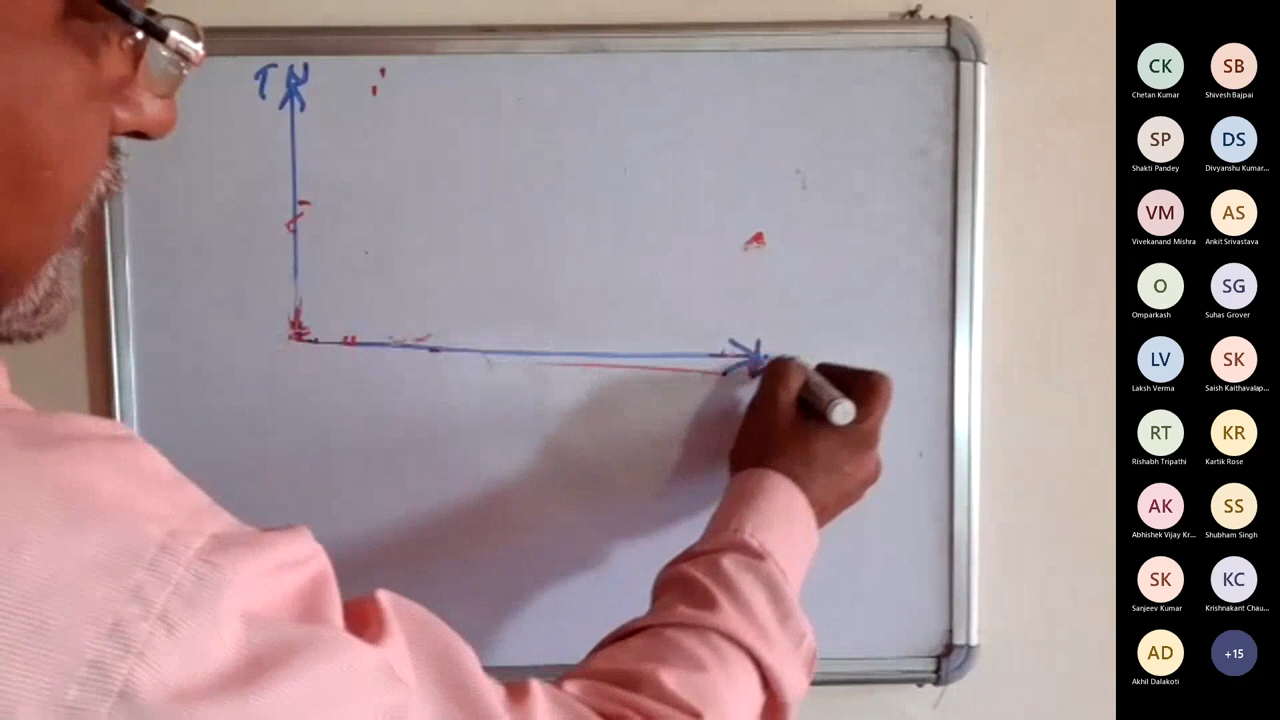 T N
CK SB
Chetan Kumar Shivesh Bajpai
SP DS
Shakti Pandey Divyanshu Kumar...
VM AS
Vivekanand Mishra Ankit Srivastava
O SG
Omparkash Suhas Grover
LV SK
Laksh Verma Saish Kaithavalap...
RT KR
Rishabh Tripathi Kartik Rose
AK SS
Abhishek Vijay Kr... Shubham Singh
SK KC
Sanjeev Kumar Krishnakant Chau...
AD +15
Akhil Dalakoti